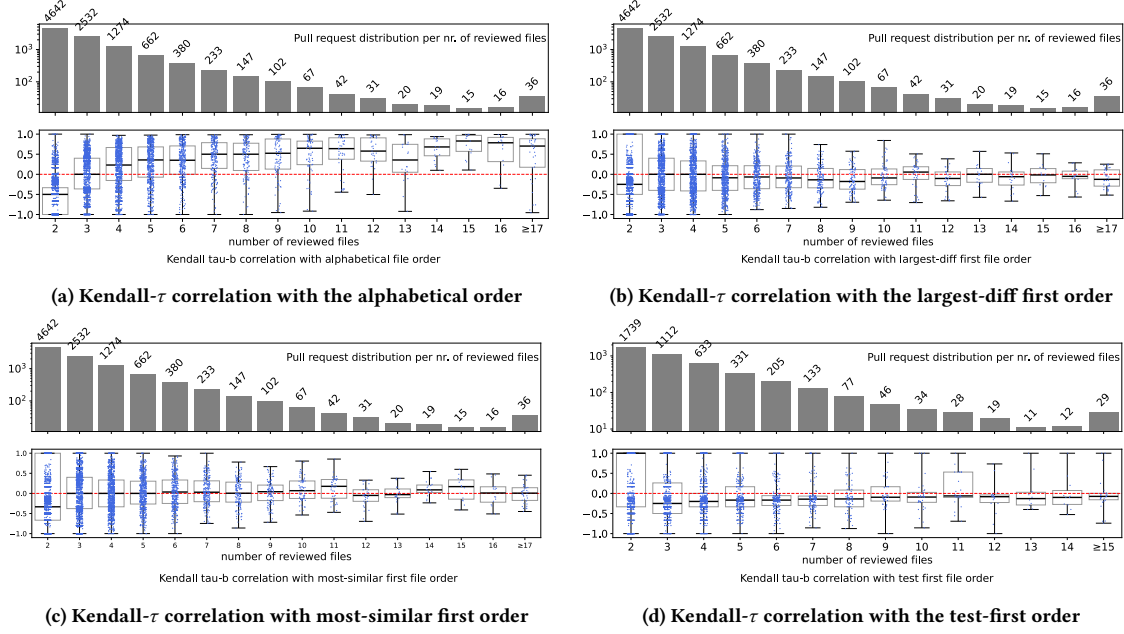 4642 2532 1274 662 380 233 147 102 67 42 31 20 19 15 16 36
Pull request distribution per nr. of reviewed files
10³
10²
1.0
0.5
0.0
−0.5
−1.0
2 3 4 5 6 7 8 9 10 11 12 13 14 15 16 ≥17
number of reviewed files
Kendall tau-b correlation with alphabetical file order
(a) Kendall-τ correlation with the alphabetical order
4642 2532 1274 662 380 233 147 102 67 42 31 20 19 15 16 36
Pull request distribution per nr. of reviewed files
10³
10²
1.0
0.5
0.0
−0.5
−1.0
2 3 4 5 6 7 8 9 10 11 12 13 14 15 16 ≥17
number of reviewed files
Kendall tau-b correlation with largest-diff first file order
(b) Kendall-τ correlation with the largest-diff first order
4642 2532 1274 662 380 233 147 102 67 42 31 20 19 15 16 36
Pull request distribution per nr. of reviewed files
10³
10²
1.0
0.5
0.0
−0.5
−1.0
2 3 4 5 6 7 8 9 10 11 12 13 14 15 16 ≥17
number of reviewed files
Kendall tau-b correlation with most-similar first file order
(c) Kendall-τ correlation with most-similar first order
1739 1112 633 331 205 133 77 46 34 28 19 11 12 29
Pull request distribution per nr. of reviewed files
10³
10²
10¹
1.0
0.5
0.0
−0.5
−1.0
2 3 4 5 6 7 8 9 10 11 12 13 14 ≥15
number of reviewed files
Kendall tau-b correlation with test first file order
(d) Kendall-τ correlation with the test-first order